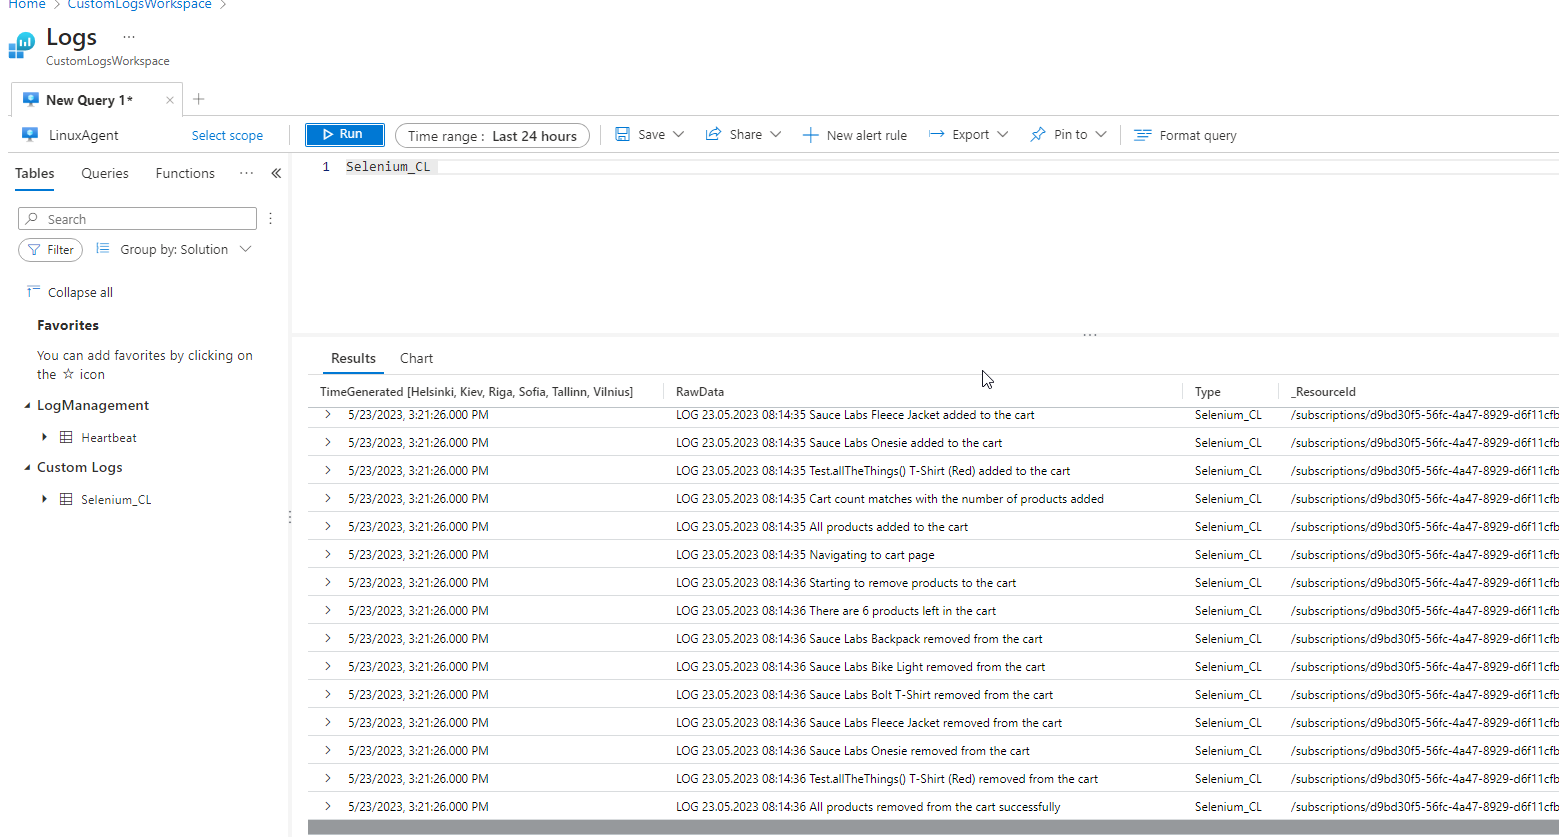 Home > CustomLogsWorkspace >
Logs ...
CustomLogsWorkspace
New Query 1* × +
LinuxAgent Select scope Run Time range : Last 24 hours Save Share New alert rule Export Pin to Format query
Tables Queries Functions ... «
1 Selenium_CL
Search
Filter Group by: Solution
Collapse all
Favorites
You can add favorites by clicking on
the ☆ icon
LogManagement
Heartbeat
Custom Logs
Selenium_CL
Results Chart
TimeGenerated [Helsinki, Kiev, Riga, Sofia, Tallinn, Vilnius] RawData Type _ResourceId
5/23/2023, 3:21:26.000 PM LOG 23.05.2023 08:14:35 Sauce Labs Fleece Jacket added to the cart Selenium_CL /subscriptions/d9bd30f5-56fc-4a47-8929-d6f11cfb
5/23/2023, 3:21:26.000 PM LOG 23.05.2023 08:14:35 Sauce Labs Onesie added to the cart Selenium_CL /subscriptions/d9bd30f5-56fc-4a47-8929-d6f11cfb
5/23/2023, 3:21:26.000 PM LOG 23.05.2023 08:14:35 Test.allTheThings() T-Shirt (Red) added to the cart Selenium_CL /subscriptions/d9bd30f5-56fc-4a47-8929-d6f11cfb
5/23/2023, 3:21:26.000 PM LOG 23.05.2023 08:14:35 Cart count matches with the number of products added Selenium_CL /subscriptions/d9bd30f5-56fc-4a47-8929-d6f11cfb
5/23/2023, 3:21:26.000 PM LOG 23.05.2023 08:14:35 All products added to the cart Selenium_CL /subscriptions/d9bd30f5-56fc-4a47-8929-d6f11cfb
5/23/2023, 3:21:26.000 PM LOG 23.05.2023 08:14:35 Navigating to cart page Selenium_CL /subscriptions/d9bd30f5-56fc-4a47-8929-d6f11cfb
5/23/2023, 3:21:26.000 PM LOG 23.05.2023 08:14:36 Starting to remove products to the cart Selenium_CL /subscriptions/d9bd30f5-56fc-4a47-8929-d6f11cfb
5/23/2023, 3:21:26.000 PM LOG 23.05.2023 08:14:36 There are 6 products left in the cart Selenium_CL /subscriptions/d9bd30f5-56fc-4a47-8929-d6f11cfb
5/23/2023, 3:21:26.000 PM LOG 23.05.2023 08:14:36 Sauce Labs Backpack removed from the cart Selenium_CL /subscriptions/d9bd30f5-56fc-4a47-8929-d6f11cfb
5/23/2023, 3:21:26.000 PM LOG 23.05.2023 08:14:36 Sauce Labs Bike Light removed from the cart Selenium_CL /subscriptions/d9bd30f5-56fc-4a47-8929-d6f11cfb
5/23/2023, 3:21:26.000 PM LOG 23.05.2023 08:14:36 Sauce Labs Bolt T-Shirt removed from the cart Selenium_CL /subscriptions/d9bd30f5-56fc-4a47-8929-d6f11cfb
5/23/2023, 3:21:26.000 PM LOG 23.05.2023 08:14:36 Sauce Labs Fleece Jacket removed from the cart Selenium_CL /subscriptions/d9bd30f5-56fc-4a47-8929-d6f11cfb
5/23/2023, 3:21:26.000 PM LOG 23.05.2023 08:14:36 Sauce Labs Onesie removed from the cart Selenium_CL /subscriptions/d9bd30f5-56fc-4a47-8929-d6f11cfb
5/23/2023, 3:21:26.000 PM LOG 23.05.2023 08:14:36 Test.allTheThings() T-Shirt (Red) removed from the cart Selenium_CL /subscriptions/d9bd30f5-56fc-4a47-8929-d6f11cfb
5/23/2023, 3:21:26.000 PM LOG 23.05.2023 08:14:36 All products removed from the cart successfully Selenium_CL /subscriptions/d9bd30f5-56fc-4a47-8929-d6f11cfb